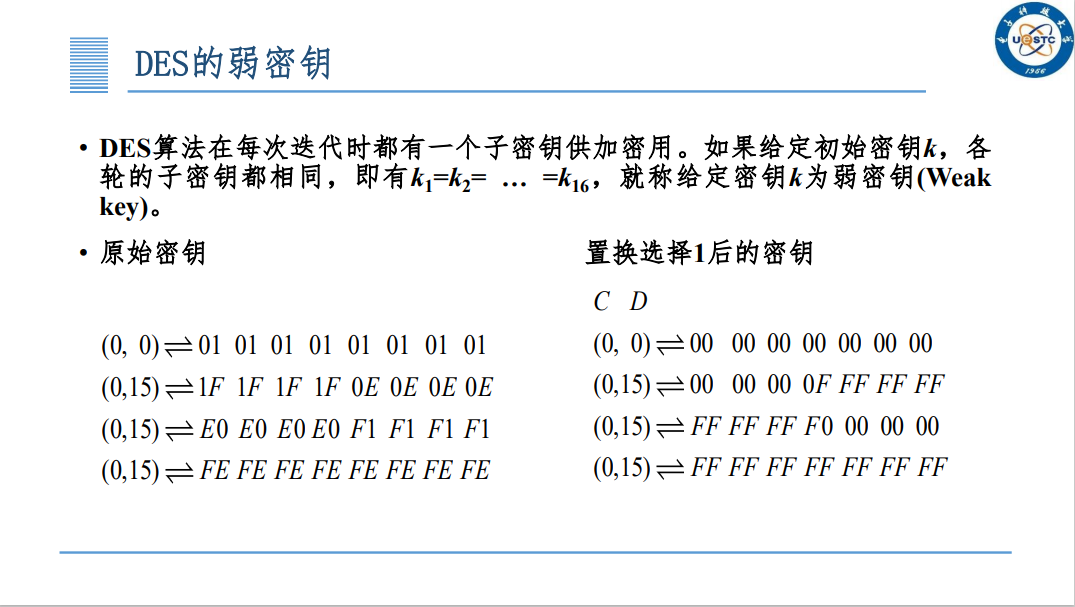 DES的弱密钥
UESTC
1956
• DES算法在每次迭代时都有一个子密钥供加密用。如果给定初始密钥k，各
轮的子密钥都相同，即有k₁=k₂= … =k₁₆，就称给定密钥k为弱密钥(Weak
key)。
• 原始密钥 置换选择1后的密钥
C D
(0, 0)⇌01 01 01 01 01 01 01 01 (0, 0)⇌00 00 00 00 00 00 00
(0,15)⇌1F 1F 1F 1F 0E 0E 0E 0E (0,15)⇌00 00 00 0F FF FF FF
(0,15)⇌E0 E0 E0 E0 F1 F1 F1 F1 (0,15)⇌FF FF FF F0 00 00 00
(0,15)⇌FE FE FE FE FE FE FE FE (0,15)⇌FF FF FF FF FF FF FF